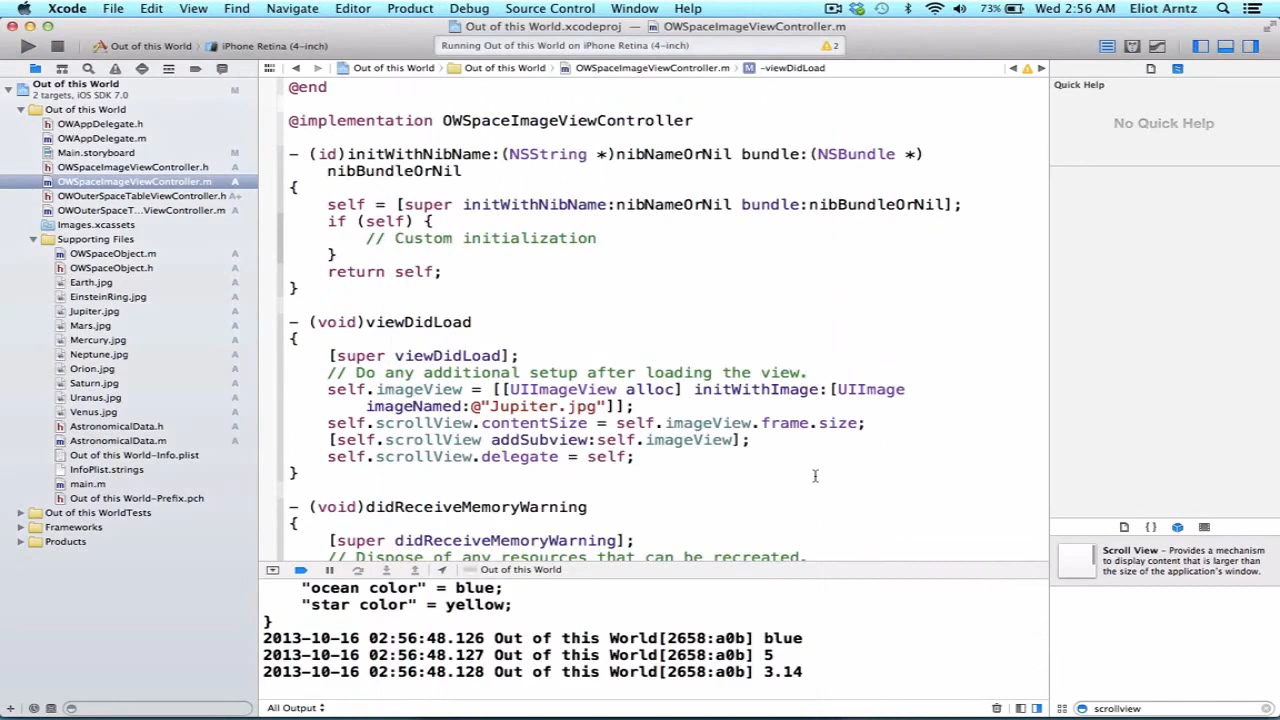 Xcode File Edit View Find Navigate Editor Product Debug Source Control Window Help 73% Wed 2:56 AM Eliot Arntz
Out of this World.xcodeproj — OWSpaceImageViewController.m
Out of this World iPhone Retina (4-inch) Running Out of this World on iPhone Retina (4-inch) 2
Out of this World Out of this World OWSpaceImageViewController.m M -viewDidLoad
Out of this World M
2 targets, iOS SDK 7.0
Out of this World
OWAppDelegate.h
OWAppDelegate.m
Main.storyboard M
OWSpaceImageViewController.h A
OWSpaceImageViewController.m A
OWOuterSpaceTableViewController.h A+
OWOuterSpaceT...ViewController.m A
Images.xcassets
Supporting Files
OWSpaceObject.m A
OWSpaceObject.h A
Earth.jpg A
EinsteinRing.jpg A
Jupiter.jpg A
Mars.jpg A
Mercury.jpg A
Neptune.jpg A
Orion.jpg A
Saturn.jpg A
Uranus.jpg A
Venus.jpg A
AstronomicalData.h A
AstronomicalData.m A
Out of this World-Info.plist
InfoPlist.strings
main.m
Out of this World-Prefix.pch
Out of this WorldTests
Frameworks
Products
@end
@implementation OWSpaceImageViewController
- (id)initWithNibName:(NSString *)nibNameOrNil bundle:(NSBundle *)
nibBundleOrNil
{
self = [super initWithNibName:nibNameOrNil bundle:nibBundleOrNil];
if (self) {
// Custom initialization
}
return self;
}
- (void)viewDidLoad
{
[super viewDidLoad];
// Do any additional setup after loading the view.
self.imageView = [[UIImageView alloc] initWithImage:[UIImage
imageNamed:@"Jupiter.jpg"]];
self.scrollView.contentSize = self.imageView.frame.size;
[self.scrollView addSubview:self.imageView];
self.scrollView.delegate = self;
}
- (void)didReceiveMemoryWarning
{
[super didReceiveMemoryWarning];
// Dispose of any resources that can be recreated.
Out of this World
"ocean color" = blue;
"star color" = yellow;
}
2013-10-16 02:56:48.126 Out of this World[2658:a0b] blue
2013-10-16 02:56:48.127 Out of this World[2658:a0b] 5
2013-10-16 02:56:48.128 Out of this World[2658:a0b] 3.14
All Output
Quick Help
No Quick Help
{}
Scroll View - Provides a mechanism
to display content that is larger than
the size of the application's window.
scrollview